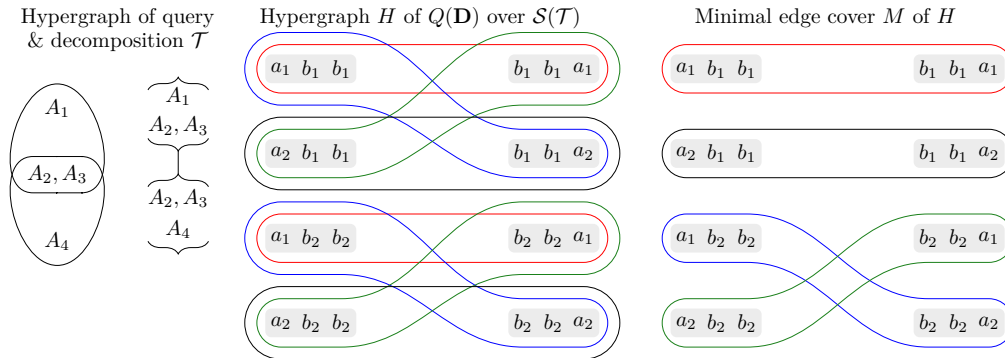 Hypergraph of query
& decomposition 𝒯
Hypergraph H of Q(D) over 𝒮(𝒯)
Minimal edge cover M of H
A₁
A₂, A₃
A₄
A₁
A₂, A₃
A₂, A₃
A₄
a₁ b₁ b₁ b₁ b₁ a₁
a₂ b₁ b₁ b₁ b₁ a₂
a₁ b₂ b₂ b₂ b₂ a₁
a₂ b₂ b₂ b₂ b₂ a₂
a₁ b₁ b₁ b₁ b₁ a₁
a₂ b₁ b₁ b₁ b₁ a₂
a₁ b₂ b₂ b₂ b₂ a₁
a₂ b₂ b₂ b₂ b₂ a₂